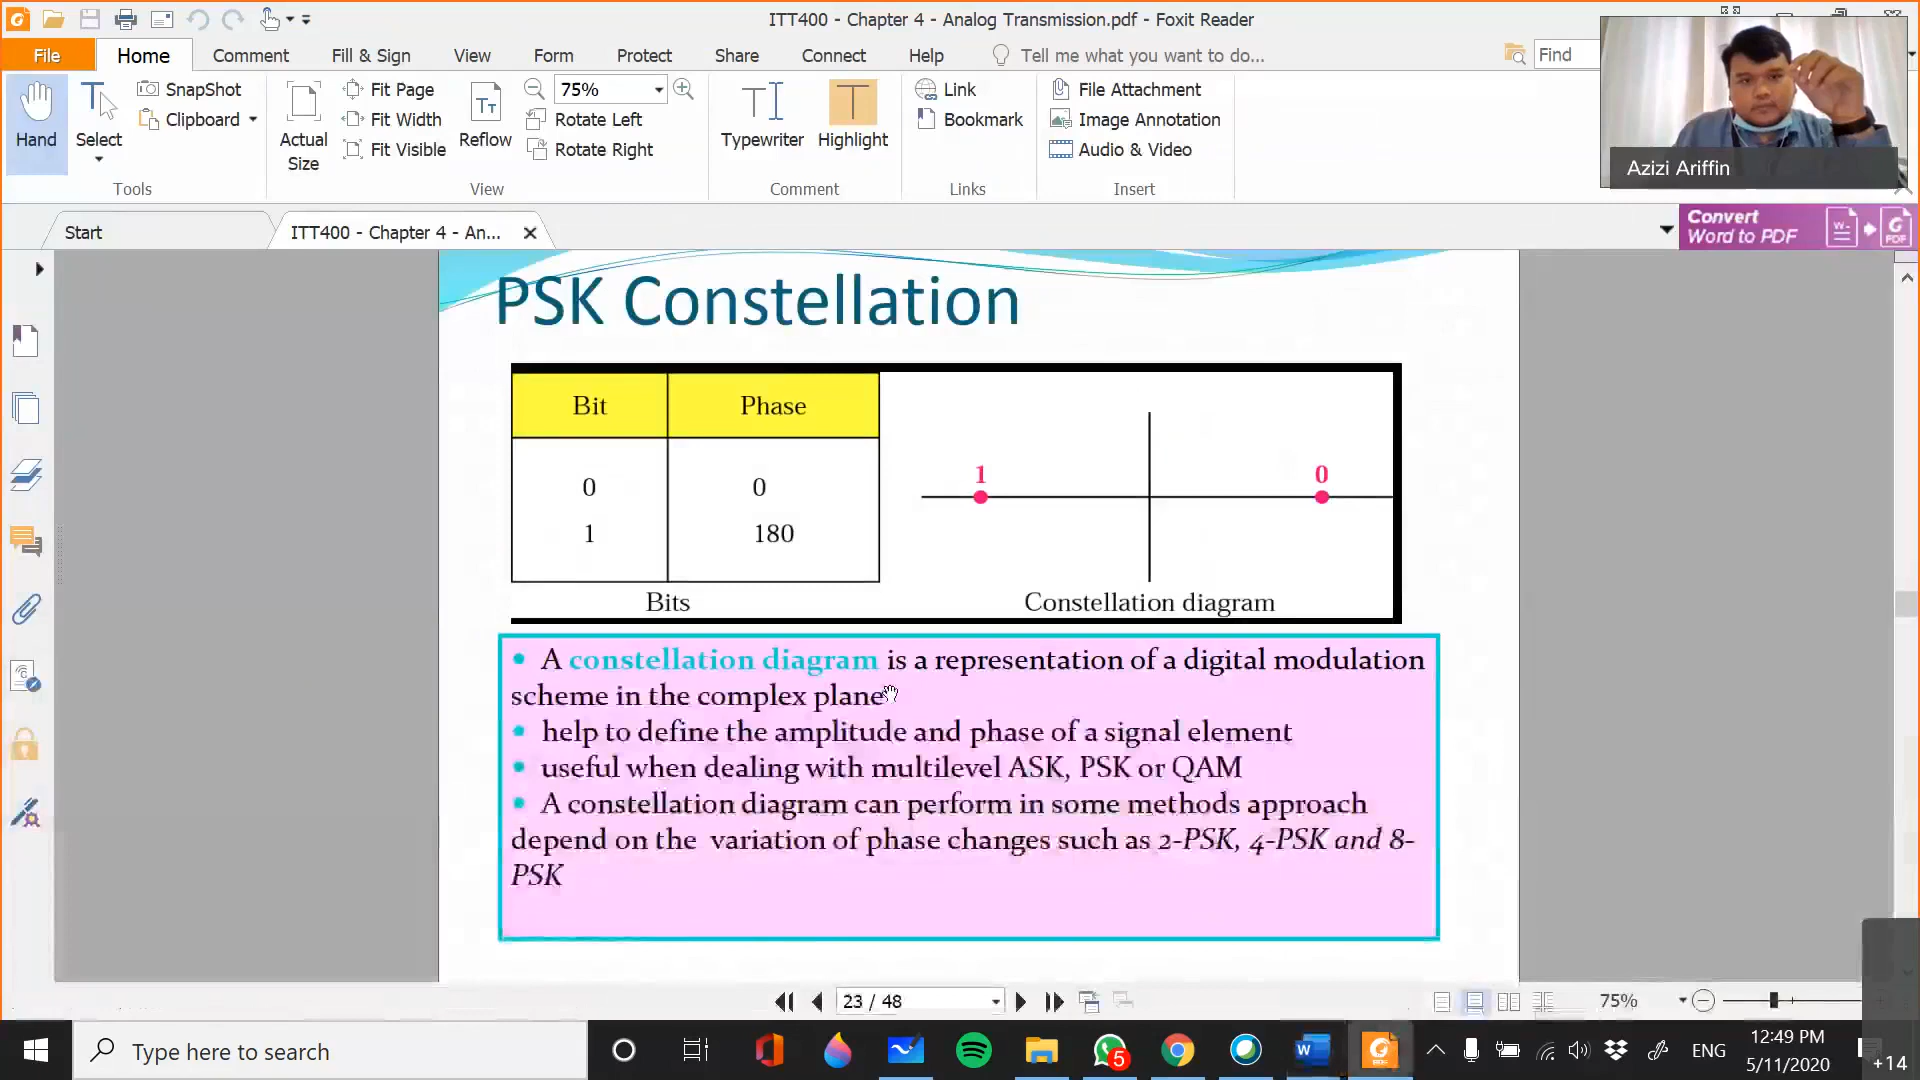 ITT400 - Chapter 4 - Analog Transmission.pdf - Foxit Reader
File Home Comment Fill & Sign View Form Protect Share Connect Help Tell me what you want to do... Find
Hand
Select
SnapShot
Clipboard
Tools
Actual Size
Fit Page
Fit Width
Fit Visible
Reflow
75%
Rotate Left
Rotate Right
View
Typewriter
Highlight
Comment
Link
Bookmark
Links
File Attachment
Image Annotation
Audio & Video
Insert
Azizi Ariffin
Start
ITT400 - Chapter 4 - An...
Convert
Word to PDF
PSK Constellation
Bit Phase
0 0
1 180
Bits
1 0
Constellation diagram
• A constellation diagram is a representation of a digital modulation
scheme in the complex plane
• help to define the amplitude and phase of a signal element
• useful when dealing with multilevel ASK, PSK or QAM
• A constellation diagram can perform in some methods approach
depend on the variation of phase changes such as 2-PSK, 4-PSK and 8-
PSK
23 / 48
75%
Type here to search
5
ENG
12:49 PM
5/11/2020
+14